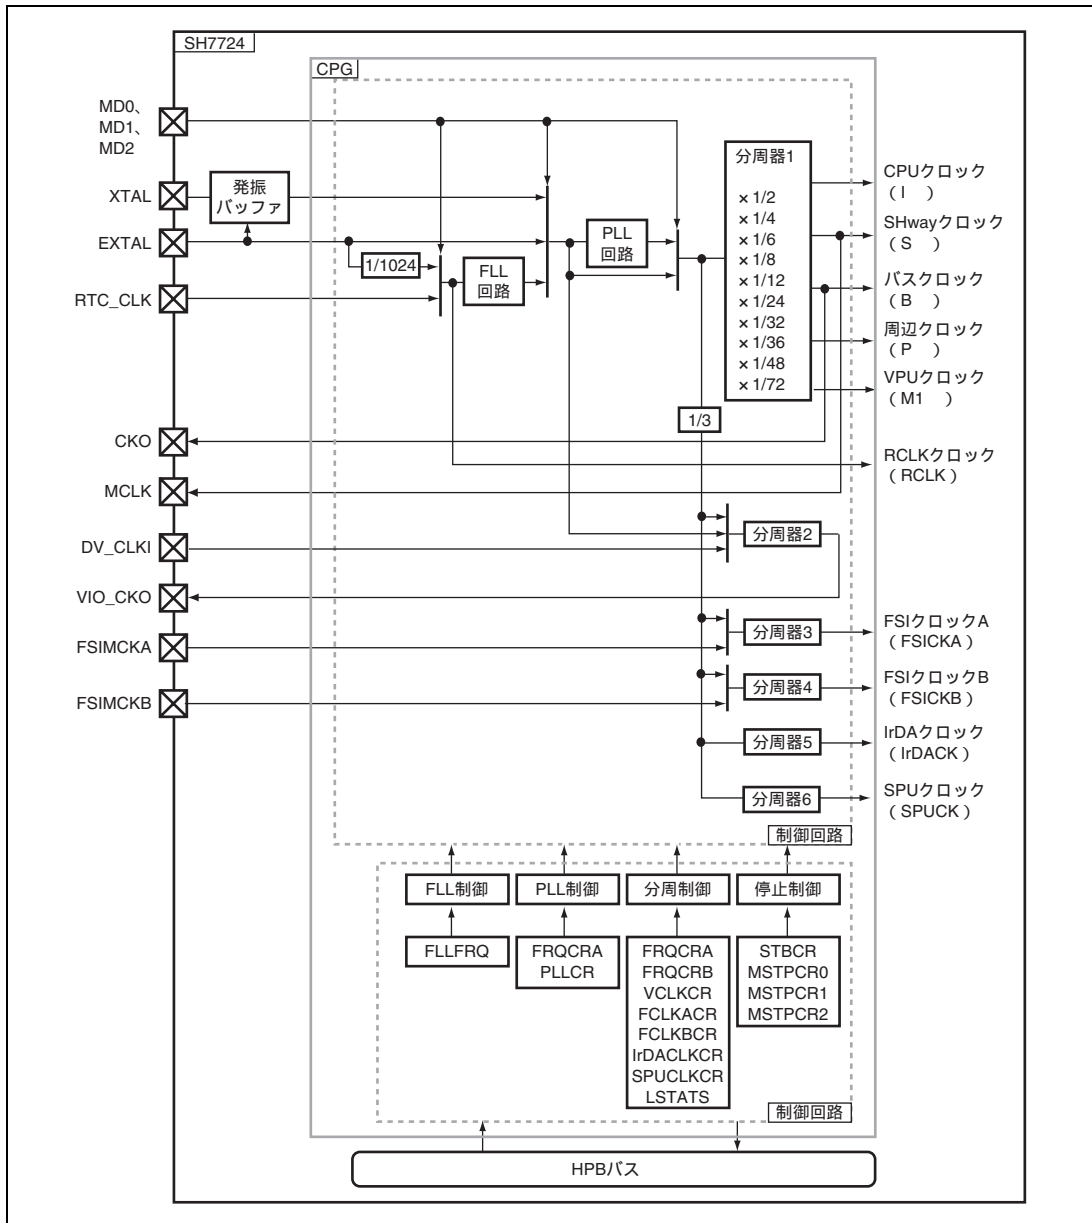 SH7724
CPG
MD0、
MD1、
MD2
XTAL
発振
バッファ
EXTAL
1/1024
FLL
回路
PLL
回路
RTC_CLK
分周器1
×1/2
×1/4
×1/6
×1/8
×1/12
×1/24
×1/32
×1/36
×1/48
×1/72
CPUクロック
(I )
SHwayクロック
(S )
バスクロック
(B )
周辺クロック
(P )
VPUクロック
(M1 )
1/3
CKO
RCLKクロック
(RCLK)
MCLK
DV_CLKI
分周器2
VIO_CKO
FSIMCKA
分周器3
FSIクロックA
(FSICKA)
FSIMCKB
分周器4
FSIクロックB
(FSICKB)
分周器5
IrDAクロック
(IrDACK)
分周器6
SPUクロック
(SPUCK)
制御回路
FLL制御
PLL制御
分周制御
停止制御
FLLFRQ
FRQCRA
PLLCR
FRQCRA
FRQCRB
VCLKCR
FCLKACR
FCLKBCR
IrDACLKCR
SPUCLKCR
LSTATS
STBCR
MSTPCR0
MSTPCR1
MSTPCR2
制御回路
HPBバス